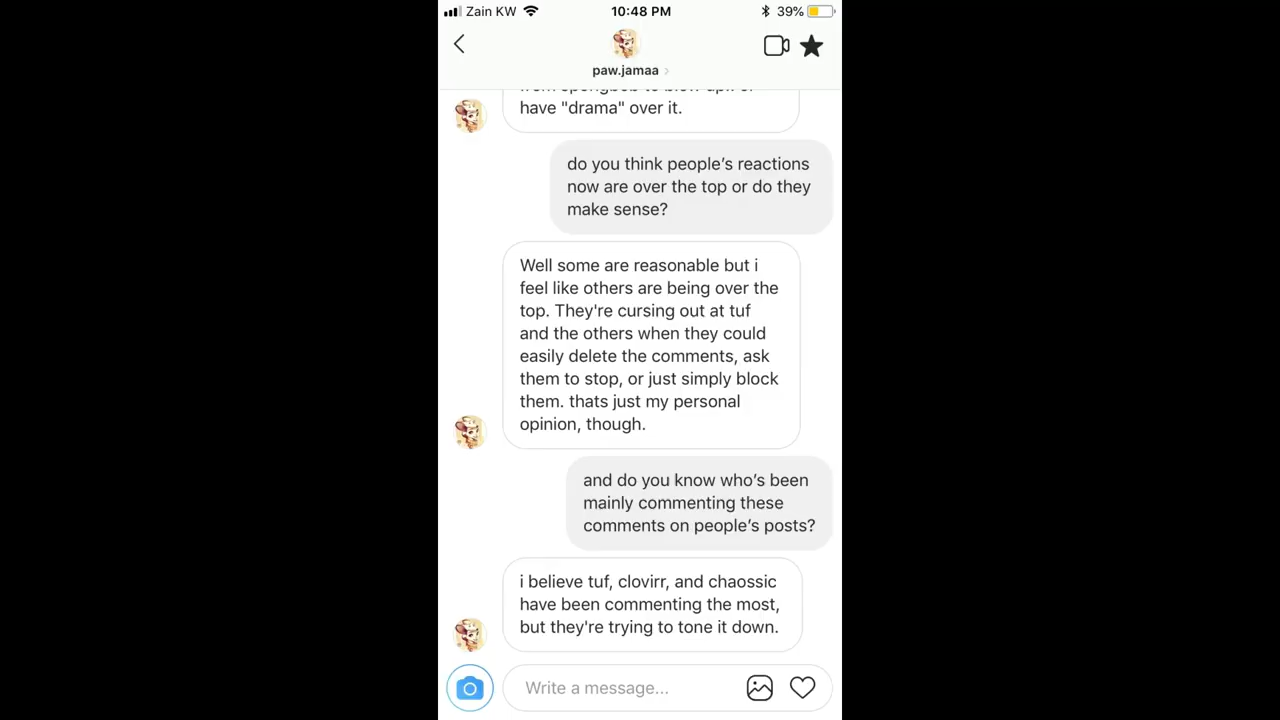 Zain KW 10:48 PM 39%
paw.jamaa
have "drama" over it.
do you think people's reactions
now are over the top or do they
make sense?
Well some are reasonable but i
feel like others are being over the
top. They're cursing out at tuf
and the others when they could
easily delete the comments, ask
them to stop, or just simply block
them. thats just my personal
opinion, though.
and do you know who's been
mainly commenting these
comments on people's posts?
i believe tuf, clovirr, and chaossic
have been commenting the most,
but they're trying to tone it down.
Write a message...